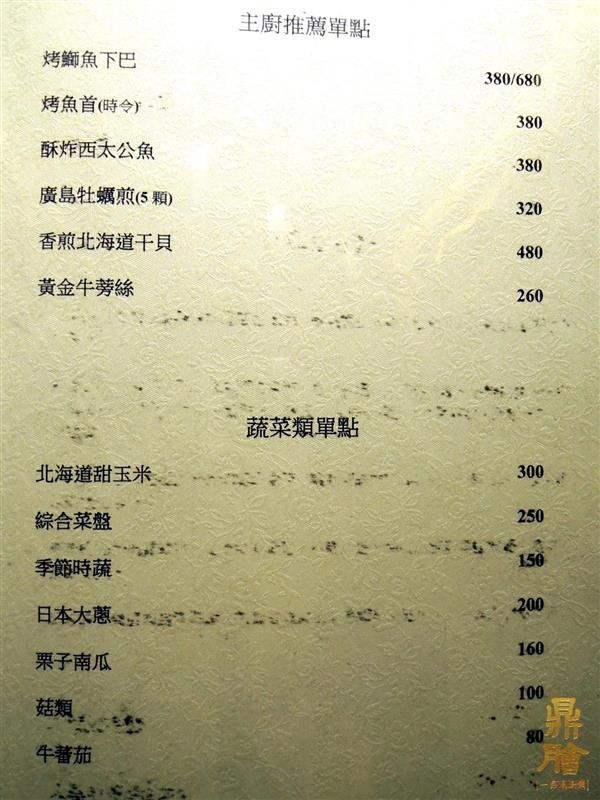 主廚推薦單點
烤鰤魚下巴 380/680
烤魚首(時令) 380
酥炸西太公魚 380
廣島牡蠣煎(5 顆) 320
香煎北海道干貝 480
黃金牛蒡絲 260
蔬菜類單點
北海道甜玉米 300
綜合菜盤 250
季節時蔬 150
日本大蔥 200
栗子南瓜 160
菇類 100
牛蕃茄 80
鼎膾